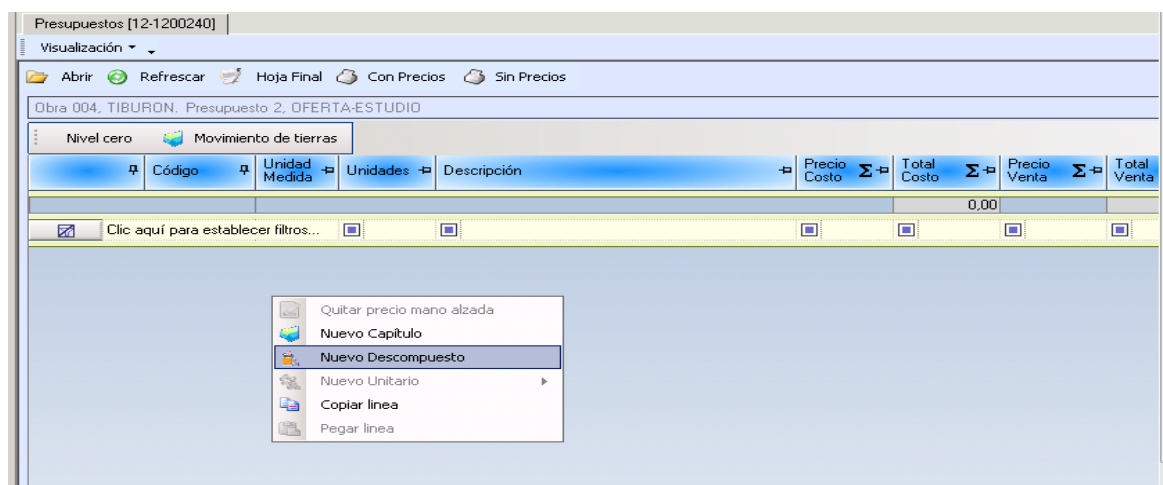 Presupuestos [12-1200240]
Visualización
Abrir Refrescar Hoja Final Con Precios Sin Precios
Obra 004, TIBURON. Presupuesto 2, OFERTA-ESTUDIO
Nivel cero Movimiento de tierras
Código Unidad Medida Unidades Descripción Precio Costo Σ Total Costo Σ Precio Venta Σ Total Venta
0,00
Clic aquí para establecer filtros...
Quitar precio mano alzada
Nuevo Capítulo
Nuevo Descompuesto
Nuevo Unitario
Copiar linea
Pegar linea